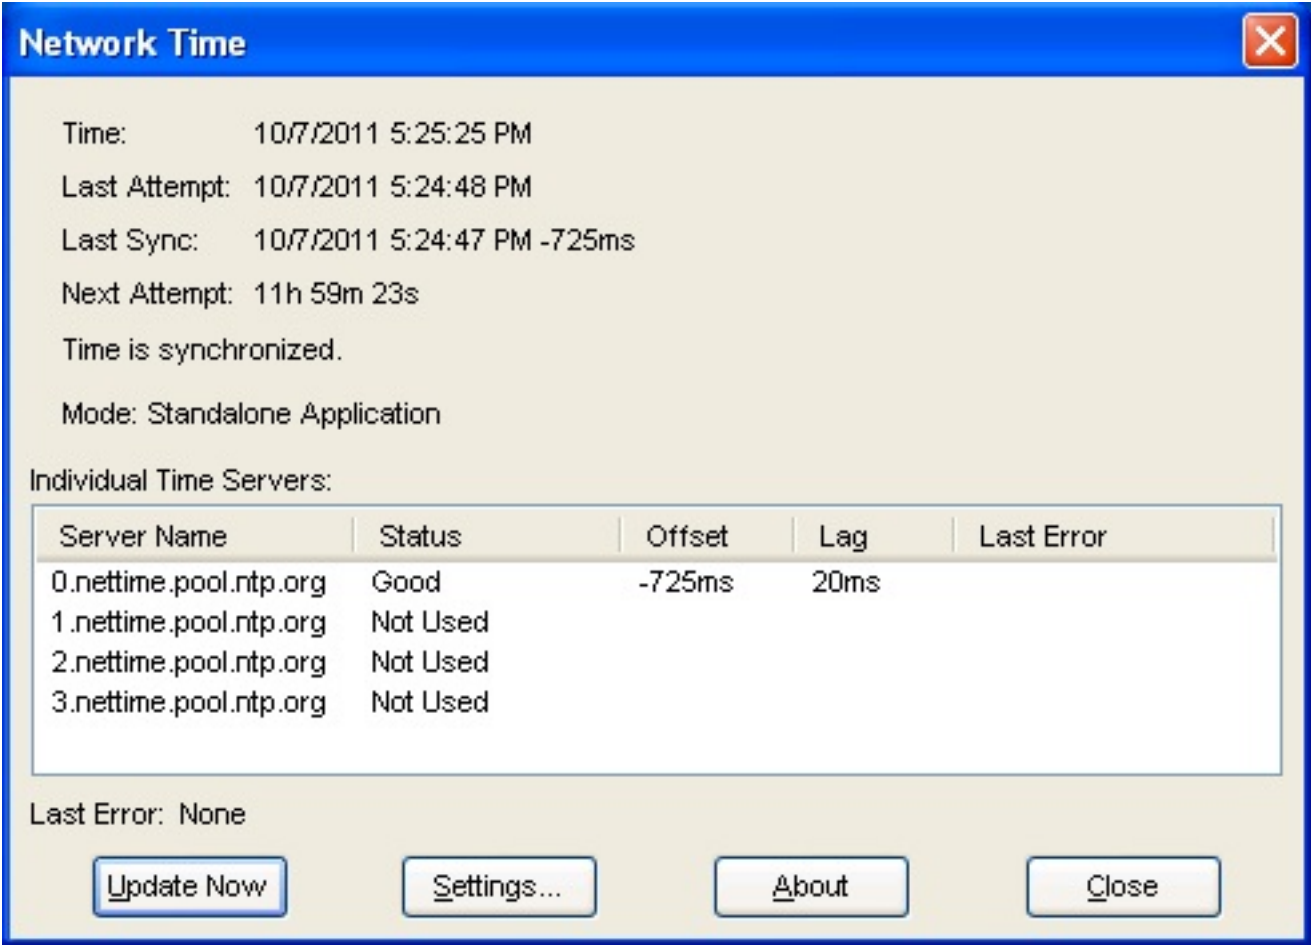 Network Time
Time: 10/7/2011 5:25:25 PM
Last Attempt: 10/7/2011 5:24:48 PM
Last Sync: 10/7/2011 5:24:47 PM -725ms
Next Attempt: 11h 59m 23s
Time is synchronized.
Mode: Standalone Application
Individual Time Servers:
Server Name Status Offset Lag Last Error
0.nettime.pool.ntp.org Good -725ms 20ms
1.nettime.pool.ntp.org Not Used
2.nettime.pool.ntp.org Not Used
3.nettime.pool.ntp.org Not Used
Last Error: None
Update Now Settings... About Close